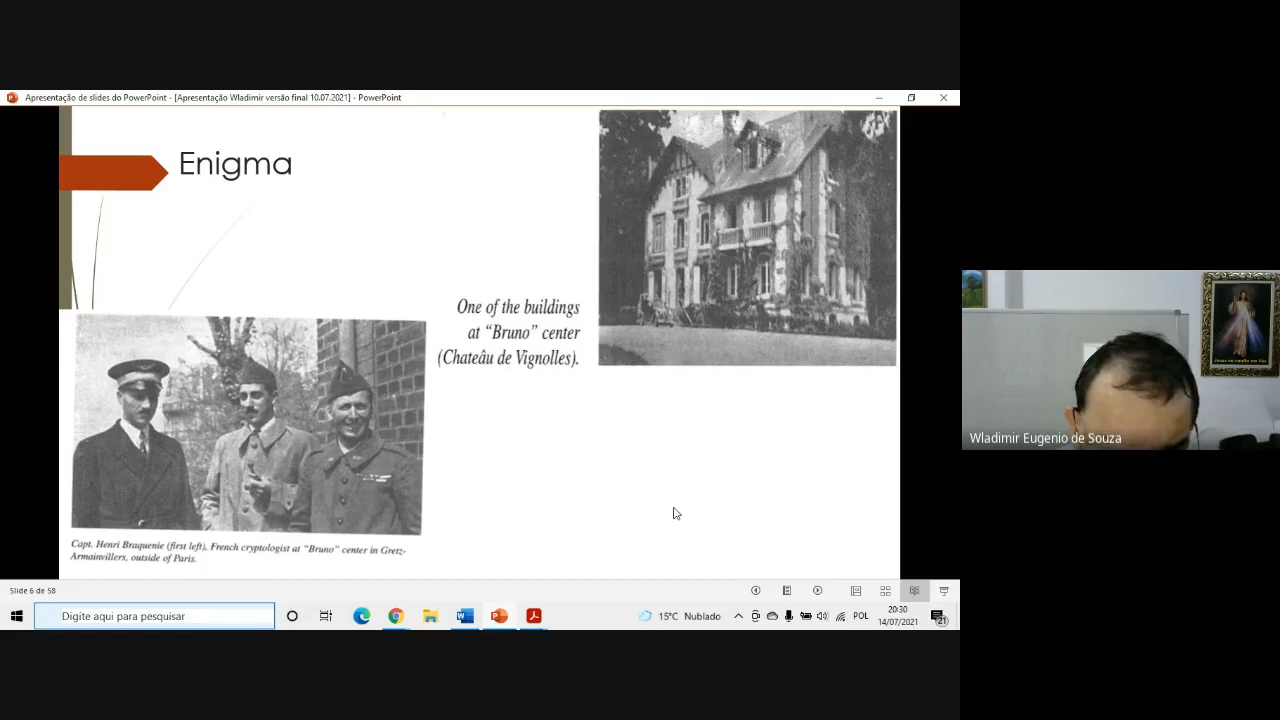 Apresentação de slides do PowerPoint - [Apresentação Wladimir versão final 10.07.2021] - PowerPoint
Enigma
One of the buildings
at “Bruno” center
(Chateâu de Vignolles).
Capt. Henri Braquenie (first left), French cryptologist at “Bruno” center in Gretz-
Armainvillers, outside of Paris.
Wladimir Eugenio de Souza
Slide 6 de 58
Digite aqui para pesquisar
15°C Nublado
POL
20:30
14/07/2021
21